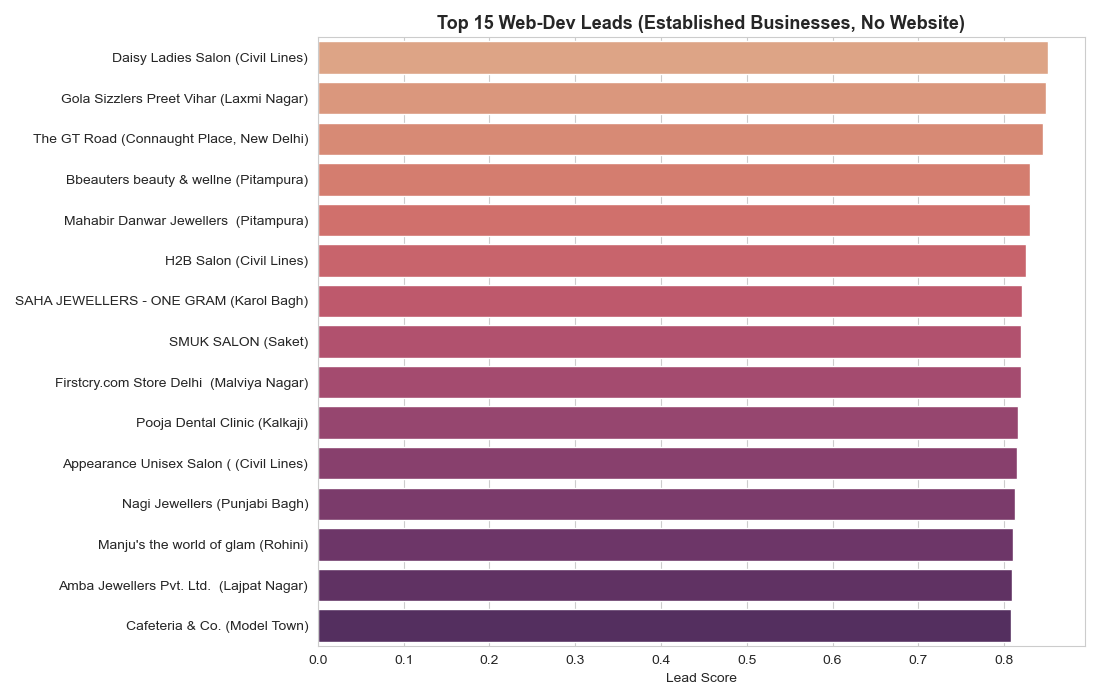 Top 15 Web-Dev Leads (Established Businesses, No Website)
Daisy Ladies Salon (Civil Lines)
Gola Sizzlers Preet Vihar (Laxmi Nagar)
The GT Road (Connaught Place, New Delhi)
Bbeauters beauty & wellne (Pitampura)
Mahabir Danwar Jewellers  (Pitampura)
H2B Salon (Civil Lines)
SAHA JEWELLERS - ONE GRAM (Karol Bagh)
SMUK SALON (Saket)
Firstcry.com Store Delhi  (Malviya Nagar)
Pooja Dental Clinic (Kalkaji)
Appearance Unisex Salon ( (Civil Lines)
Nagi Jewellers (Punjabi Bagh)
Manju's the world of glam (Rohini)
Amba Jewellers Pvt. Ltd.  (Lajpat Nagar)
Cafeteria & Co. (Model Town)
0.0 0.1 0.2 0.3 0.4 0.5 0.6 0.7 0.8
Lead Score